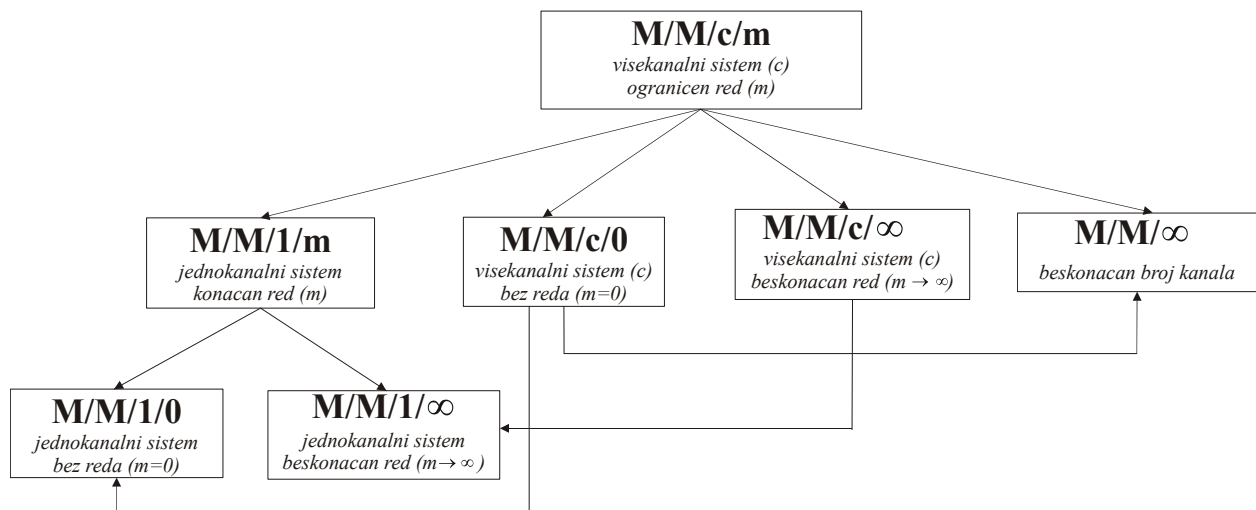 M/M/c/m
visekanalni sistem (c)
ogranicen red (m)
M/M/1/m
jednokanalni sistem
konacan red (m)
M/M/c/0
visekanalni sistem (c)
bez reda (m=0)
M/M/c/∞
visekanalni sistem (c)
beskonacan red (m → ∞)
M/M/∞
beskonacan broj kanala
M/M/1/0
jednokanalni sistem
bez reda (m=0)
M/M/1/∞
jednokanalni sistem
beskonacan red (m→ ∞ )